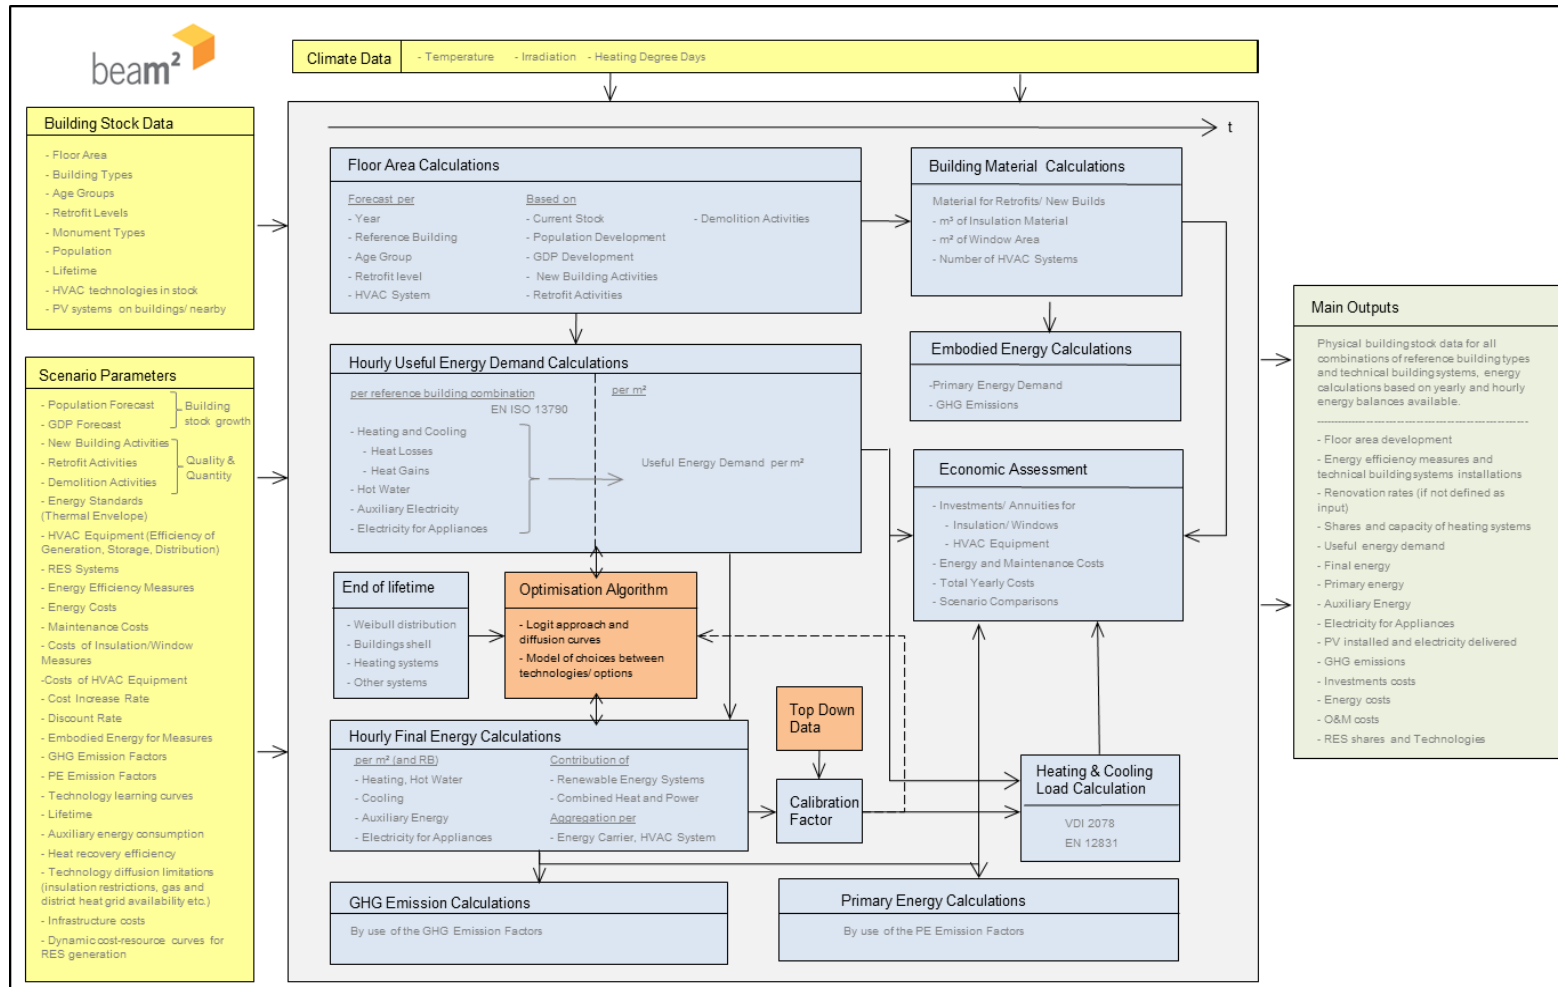 beam²
Climate Data
- Temperature - Irradiation - Heating Degree Days
Building Stock Data
- Floor Area
- Building Types
- Age Groups
- Retrofit Levels
- Monument Types
- Population
- Lifetime
- HVAC technologies in stock
- PV systems on buildings/ nearby
Scenario Parameters
- Population Forecast
- GDP Forecast
Building
stock growth
- New Building Activities
- Retrofit Activities
- Demolition Activities
Quality &
Quantity
- Energy Standards
(Thermal Envelope)
- HVAC Equipment (Efficiency of
Generation, Storage, Distribution)
- RES Systems
- Energy Efficiency Measures
- Energy Costs
- Maintenance Costs
- Costs of Insulation/Window
Measures
-Costs of HVAC Equipment
- Cost Increase Rate
- Discount Rate
- Embodied Energy for Measures
- GHG Emission Factors
- PE Emission Factors
- Technology learning curves
- Lifetime
- Auxiliary energy consumption
- Heat recovery efficiency
- Technology diffusion limitations
(insulation restrictions, gas and
district heat grid availability etc.)
- Infrastructure costs
- Dynamic cost-resource curves for
RES generation
t
Floor Area Calculations
Forecast per
- Year
- Reference Building
- Age Group
- Retrofit level
- HVAC System
Based on
- Current Stock
- Population Development
- GDP Development
- New Building Activities
- Retrofit Activities
- Demolition Activities
Building Material Calculations
Material for Retrofits/ New Builds
- m³ of Insulation Material
- m² of Window Area
- Number of HVAC Systems
Hourly Useful Energy Demand Calculations
per reference building combination
EN ISO 13790
- Heating and Cooling
- Heat Losses
- Heat Gains
- Hot Water
- Auxiliary Electricity
- Electricity for Appliances
per m²
Useful Energy Demand per m²
Embodied Energy Calculations
-Primary Energy Demand
- GHG Emissions
Economic Assessment
- Investments/ Annuities for
- Insulation/ Windows
- HVAC Equipment
- Energy and Maintenance Costs
- Total Yearly Costs
- Scenario Comparisons
End of lifetime
- Weibull distribution
- Buildings shell
- Heating systems
- Other systems
Optimisation Algorithm
- Logit approach and
diffusion curves
- Model of choices between
technologies/ options
Top Down
Data
Hourly Final Energy Calculations
per m² (and RB)
- Heating, Hot Water
- Cooling
- Auxiliary Energy
- Electricity for Appliances
Contribution of
- Renewable Energy Systems
- Combined Heat and Power
Aggregation per
- Energy Carrier, HVAC System
Calibration
Factor
Heating & Cooling
Load Calculation
VDI 2078
EN 12831
GHG Emission Calculations
By use of the GHG Emission Factors
Primary Energy Calculations
By use of the PE Emission Factors
Main Outputs
Physical building stock data for all
combinations of reference building types
and technical building systems, energy
calculations based on yearly and hourly
energy balances available.
- Floor area development
- Energy efficiency measures and
technical building systems installations
- Renovation rates (if not defined as
input)
- Shares and capacity of heating systems
- Useful energy demand
- Final energy
- Primary energy
- Auxiliary Energy
- Electricity for Appliances
- PV installed and electricity delivered
- GHG emissions
- Investments costs
- Energy costs
- O&M costs
- RES shares and Technologies